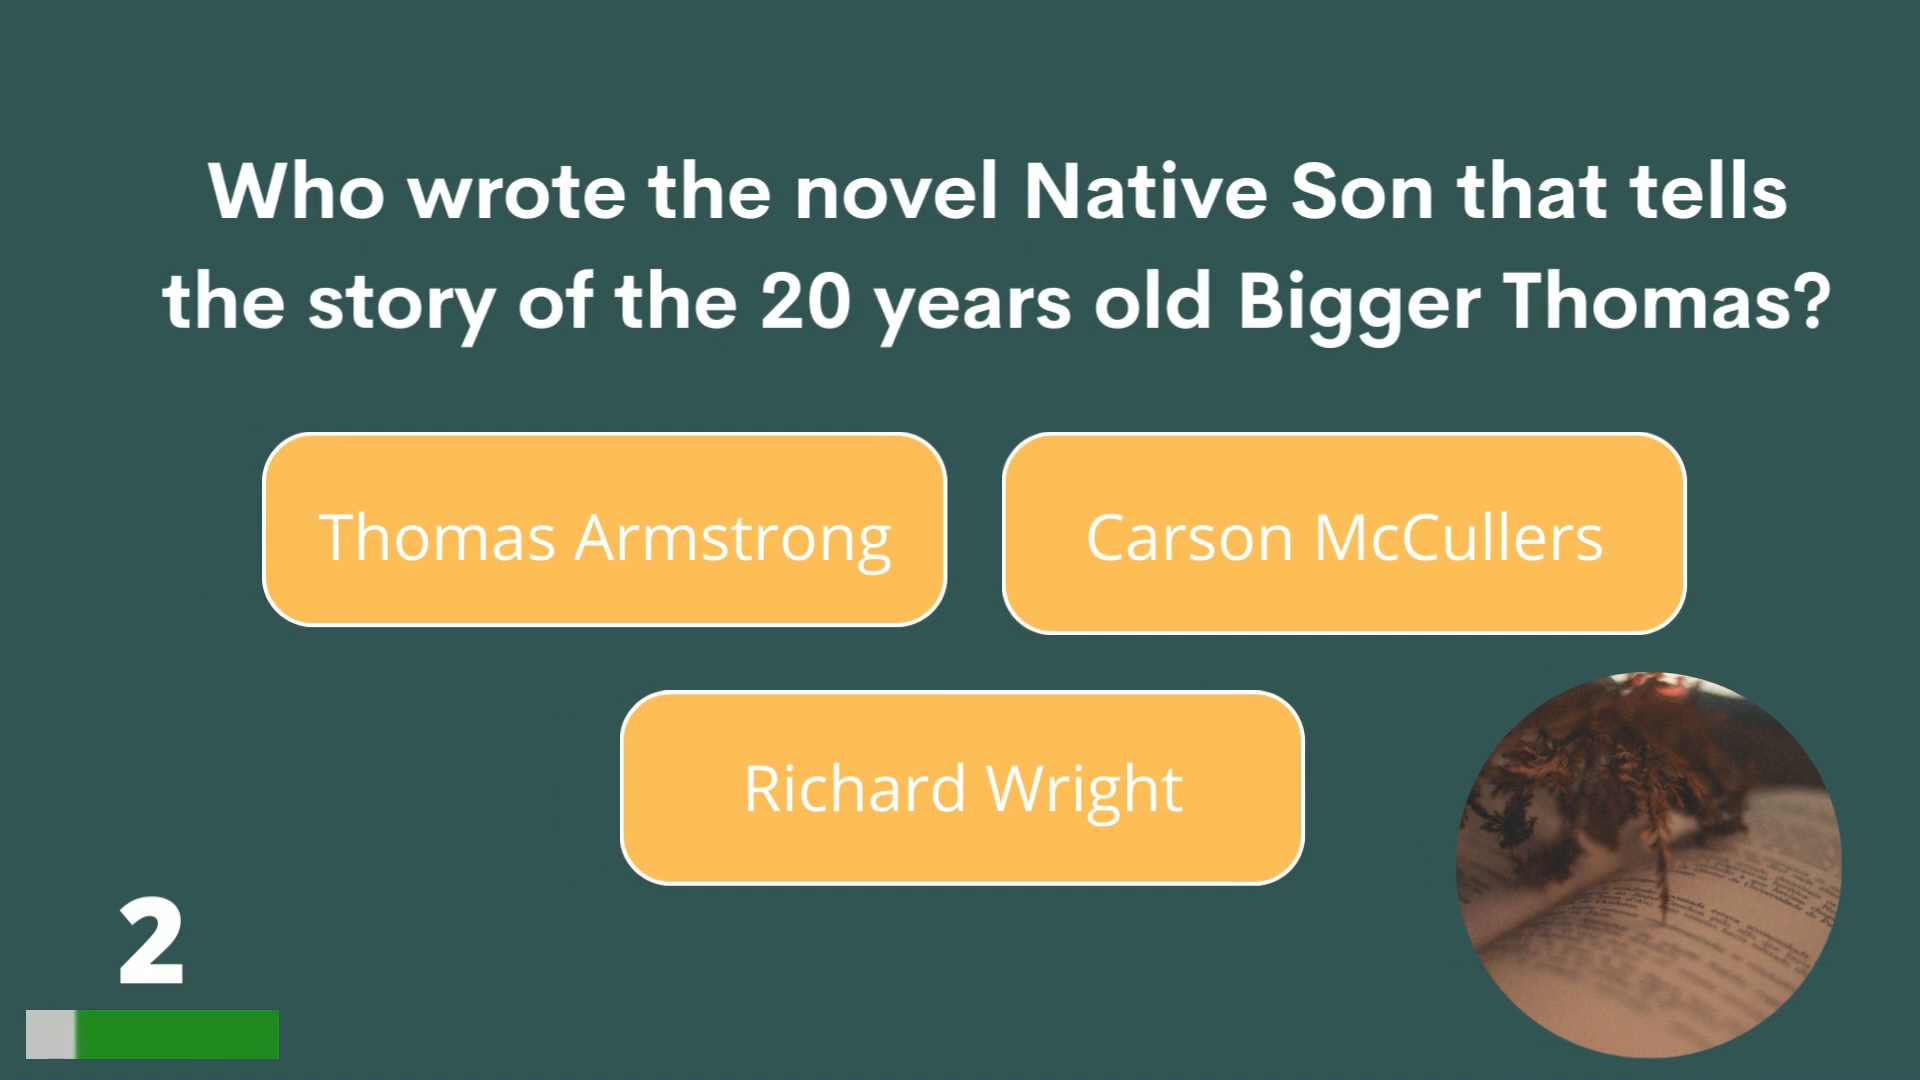 Who wrote the novel Native Son that tells
the story of the 20 years old Bigger Thomas?
Thomas Armstrong
Carson McCullers
Richard Wright
2